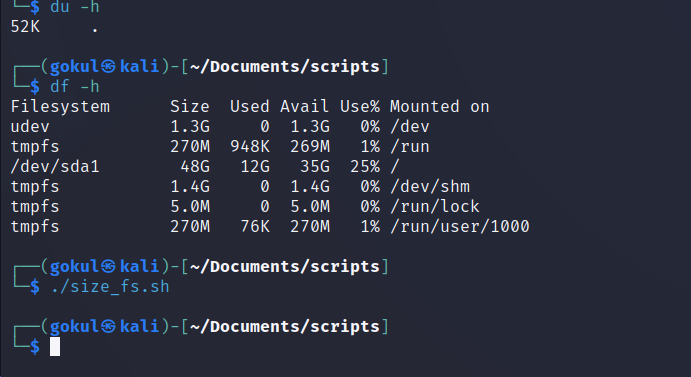 └─$ du -h
52K     .
┌──(gokul㉿kali)-[~/Documents/scripts]
└─$ df -h
Filesystem      Size  Used Avail Use% Mounted on
udev            1.3G     0  1.3G   0% /dev
tmpfs           270M  948K  269M   1% /run
/dev/sda1        48G   12G   35G  25% /
tmpfs           1.4G     0  1.4G   0% /dev/shm
tmpfs           5.0M     0  5.0M   0% /run/lock
tmpfs           270M   76K  270M   1% /run/user/1000
┌──(gokul㉿kali)-[~/Documents/scripts]
└─$ ./size_fs.sh
┌──(gokul㉿kali)-[~/Documents/scripts]
└─$